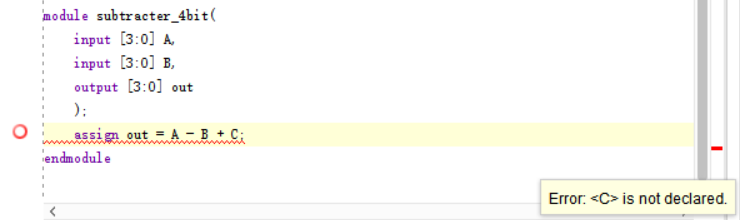 module subtracter_4bit(
input [3:0] A,
input [3:0] B,
output [3:0] out
);
assign out = A - B + C;
endmodule
Error: <C> is not declared.